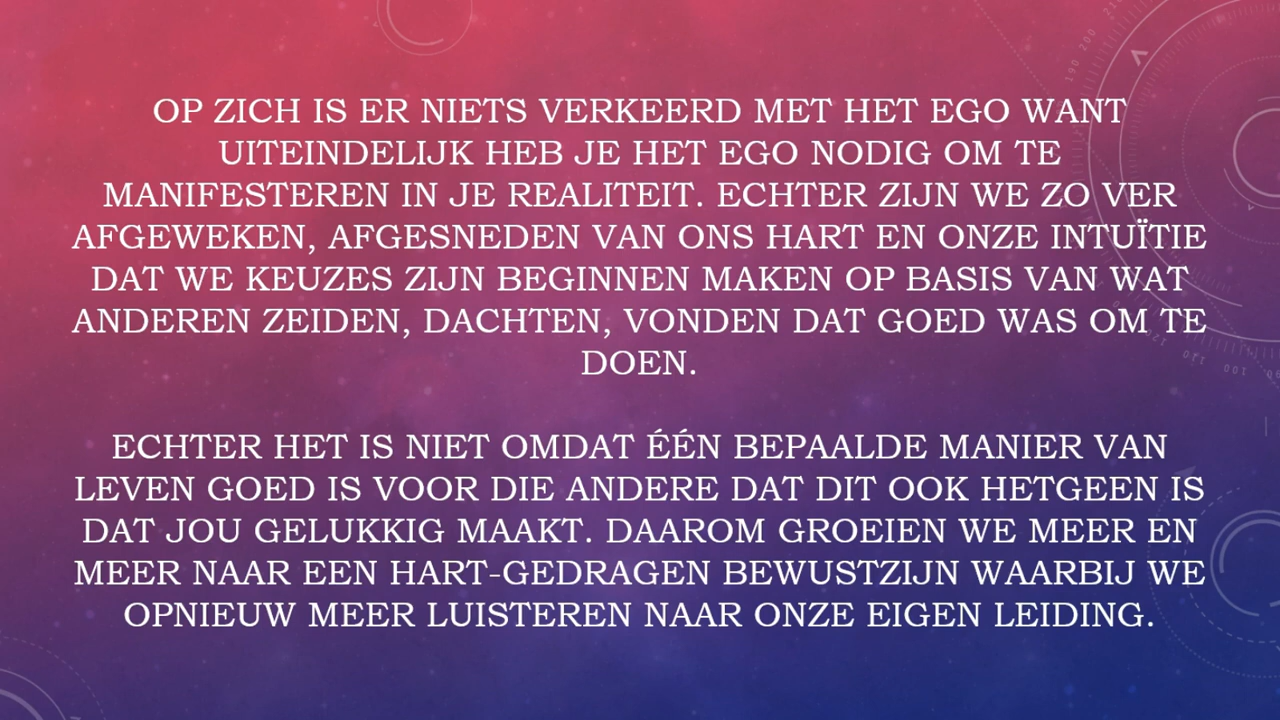 OP ZICH IS ER NIETS VERKEERD MET HET EGO WANT
UITEINDELIJK HEB JE HET EGO NODIG OM TE
MANIFESTEREN IN JE REALITEIT. ECHTER ZIJN WE ZO VER
AFGEWEKEN, AFGESNEDEN VAN ONS HART EN ONZE INTUÏTIE
DAT WE KEUZES ZIJN BEGINNEN MAKEN OP BASIS VAN WAT
ANDEREN ZEIDEN, DACHTEN, VONDEN DAT GOED WAS OM TE
DOEN.
ECHTER HET IS NIET OMDAT ÉÉN BEPAALDE MANIER VAN
LEVEN GOED IS VOOR DIE ANDERE DAT DIT OOK HETGEEN IS
DAT JOU GELUKKIG MAAKT. DAAROM GROEIEN WE MEER EN
MEER NAAR EEN HART-GEDRAGEN BEWUSTZIJN WAARBIJ WE
OPNIEUW MEER LUISTEREN NAAR ONZE EIGEN LEIDING.